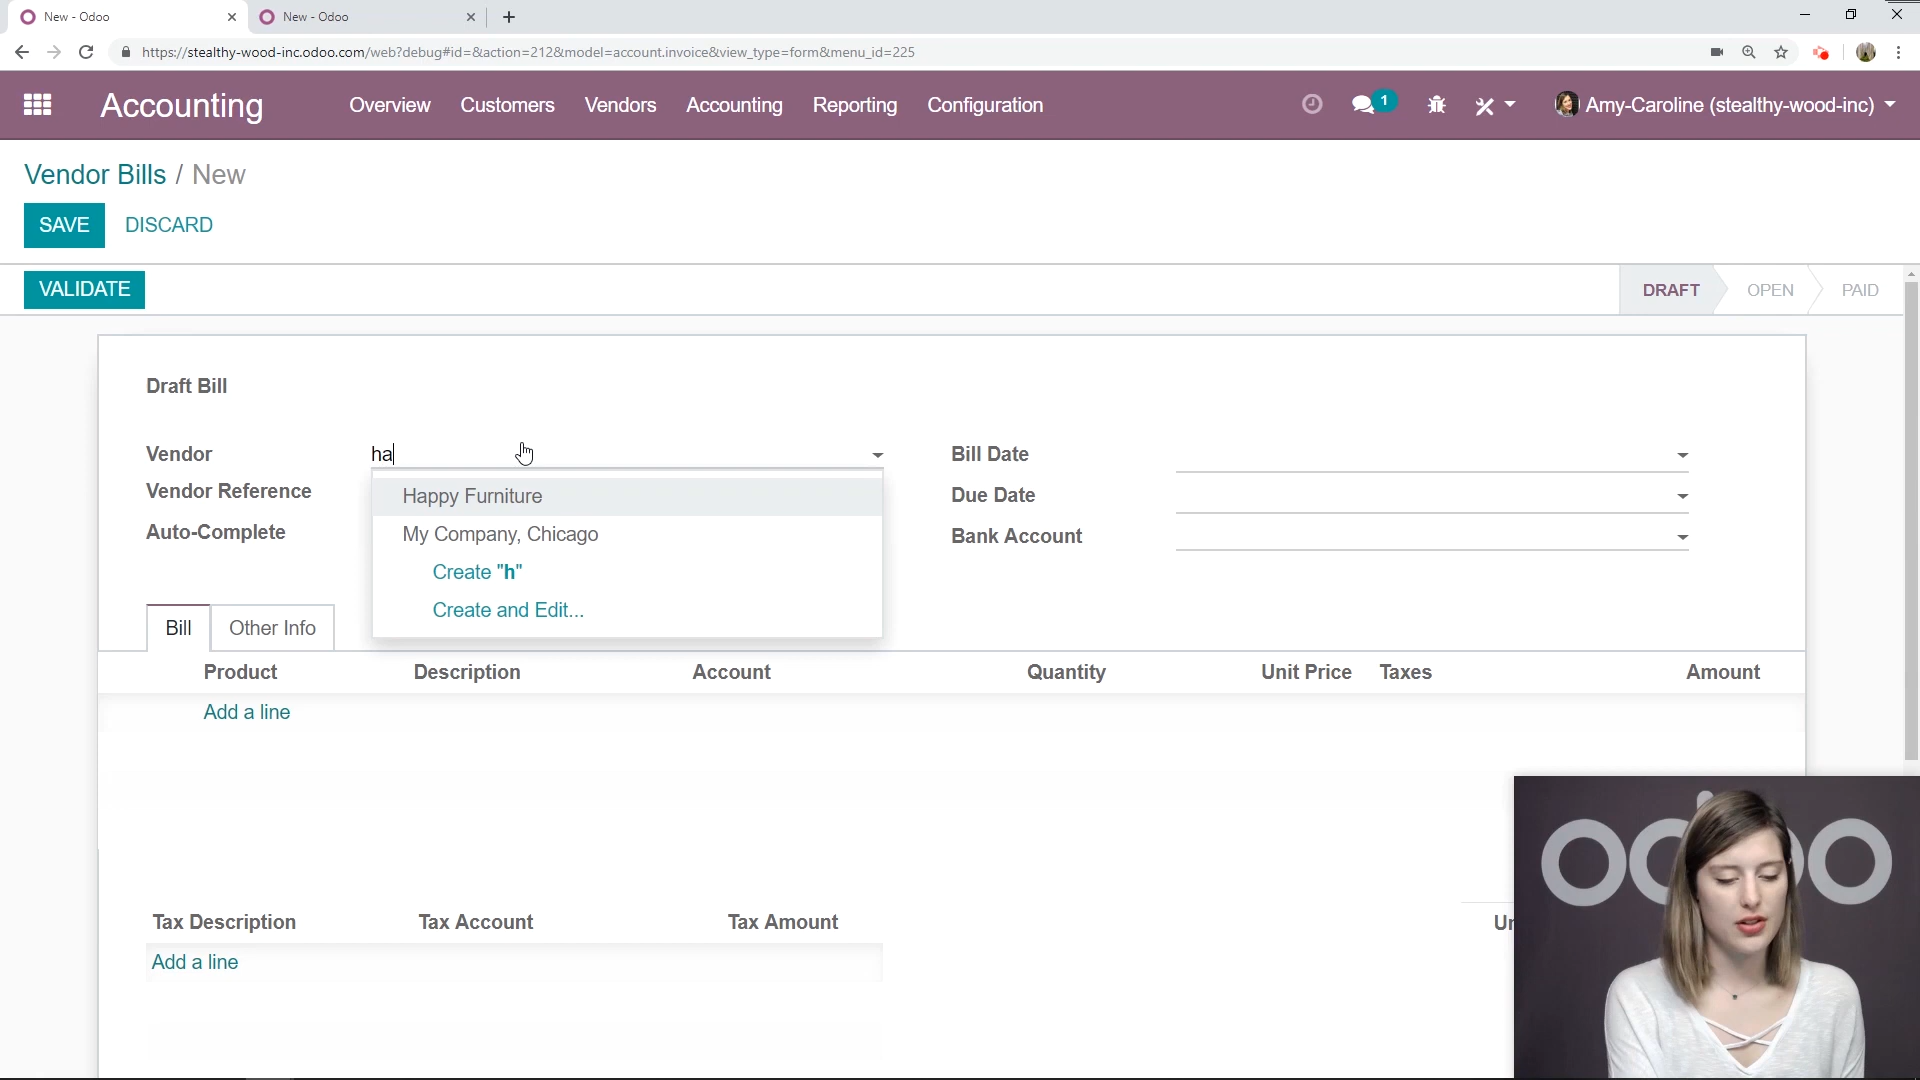 New - Odoo
New - Odoo
https://stealthy-wood-inc.odoo.com/web?debug#id=&action=212&model=account.invoice&view_type=form&menu_id=225
Accounting
Overview
Customers
Vendors
Accounting
Reporting
Configuration
1
Amy-Caroline (stealthy-wood-inc)
Vendor Bills / New
SAVE
DISCARD
VALIDATE
DRAFT
OPEN
PAID
Draft Bill
Vendor
ha
Bill Date
Vendor Reference
Happy Furniture
Due Date
Auto-Complete
My Company, Chicago
Bank Account
Create "h"
Create and Edit...
Bill
Other Info
Product
Description
Account
Quantity
Unit Price
Taxes
Amount
Add a line
odoo
Tax Description
Tax Account
Tax Amount
Add a line